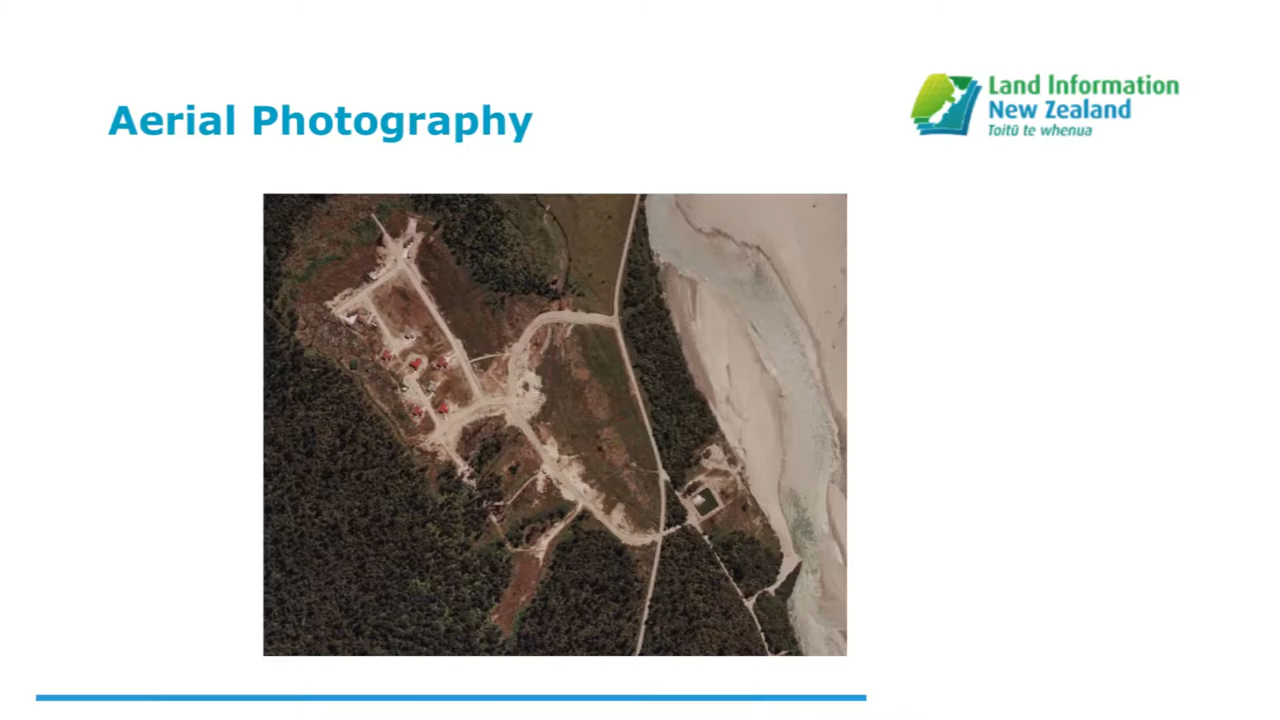 Aerial Photography
Land Information
New Zealand
Toitū te whenua